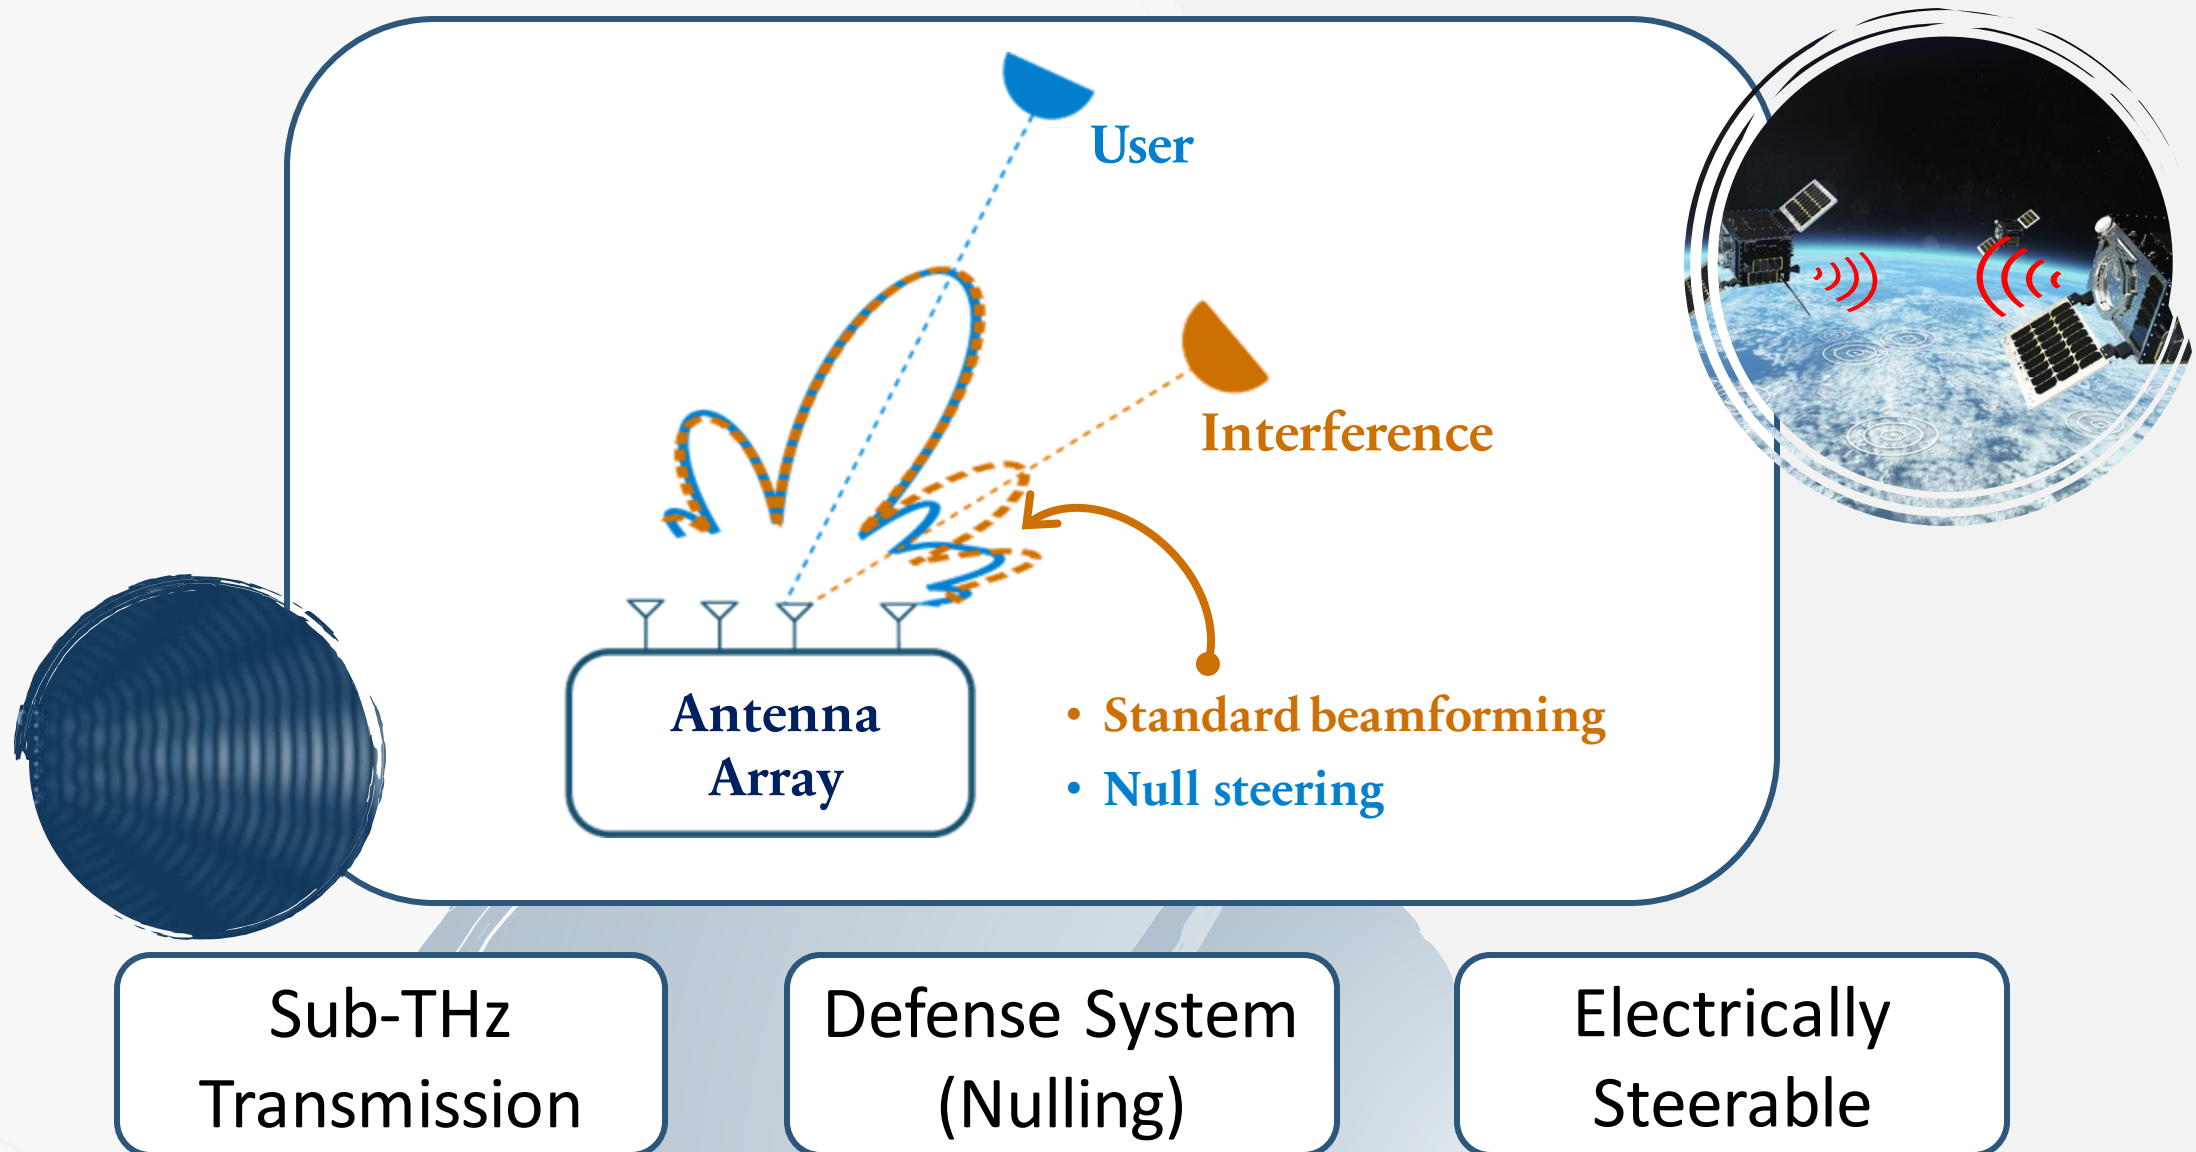 User
Interference
Antenna
Array
• Standard beamforming
• Null steering
Sub-THz
Transmission
Defense System
(Nulling)
Electrically
Steerable